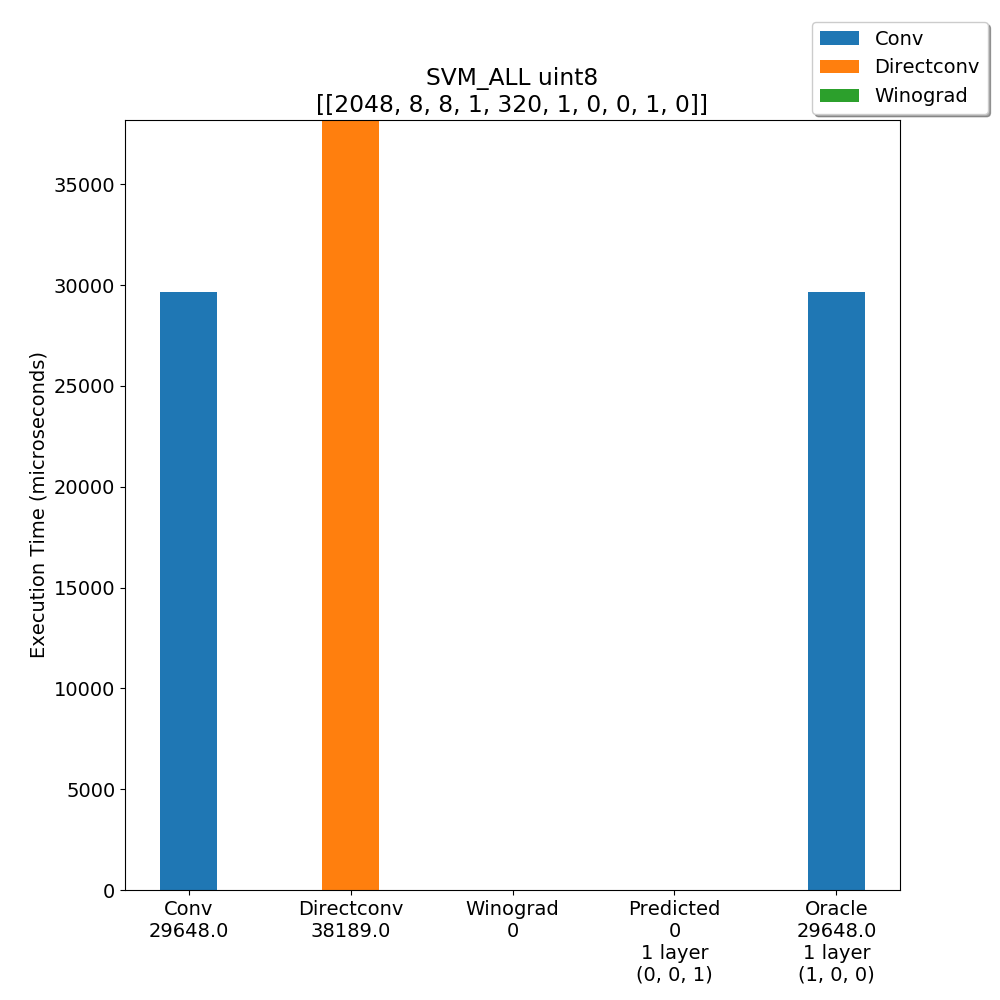 Conv
Directconv
Winograd
SVM_ALL uint8
[[2048, 8, 8, 1, 320, 1, 0, 0, 1, 0]]
Execution Time (microseconds)
35000
30000
25000
20000
15000
10000
5000
0
Conv
29648.0
Directconv
38189.0
Winograd
0
Predicted
0
1 layer
(0, 0, 1)
Oracle
29648.0
1 layer
(1, 0, 0)